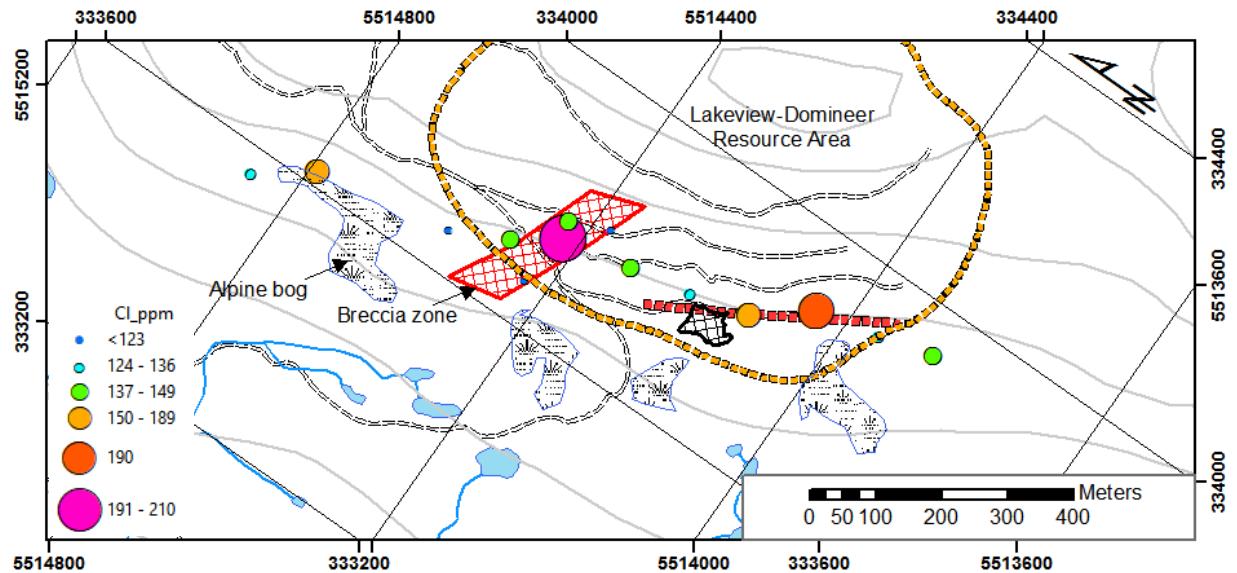 333600
5514800
334000
5514400
334400
5515200
N
Lakeview-Domineer
Resource Area
334400
Alpine bog
Breccia zone
5513600
333200
Cl_ppm
<123
124 - 136
137 - 149
150 - 189
190
191 - 210
334000
Meters
0 50 100 200 300 400
5514800
333200
5514000
333600
5513600